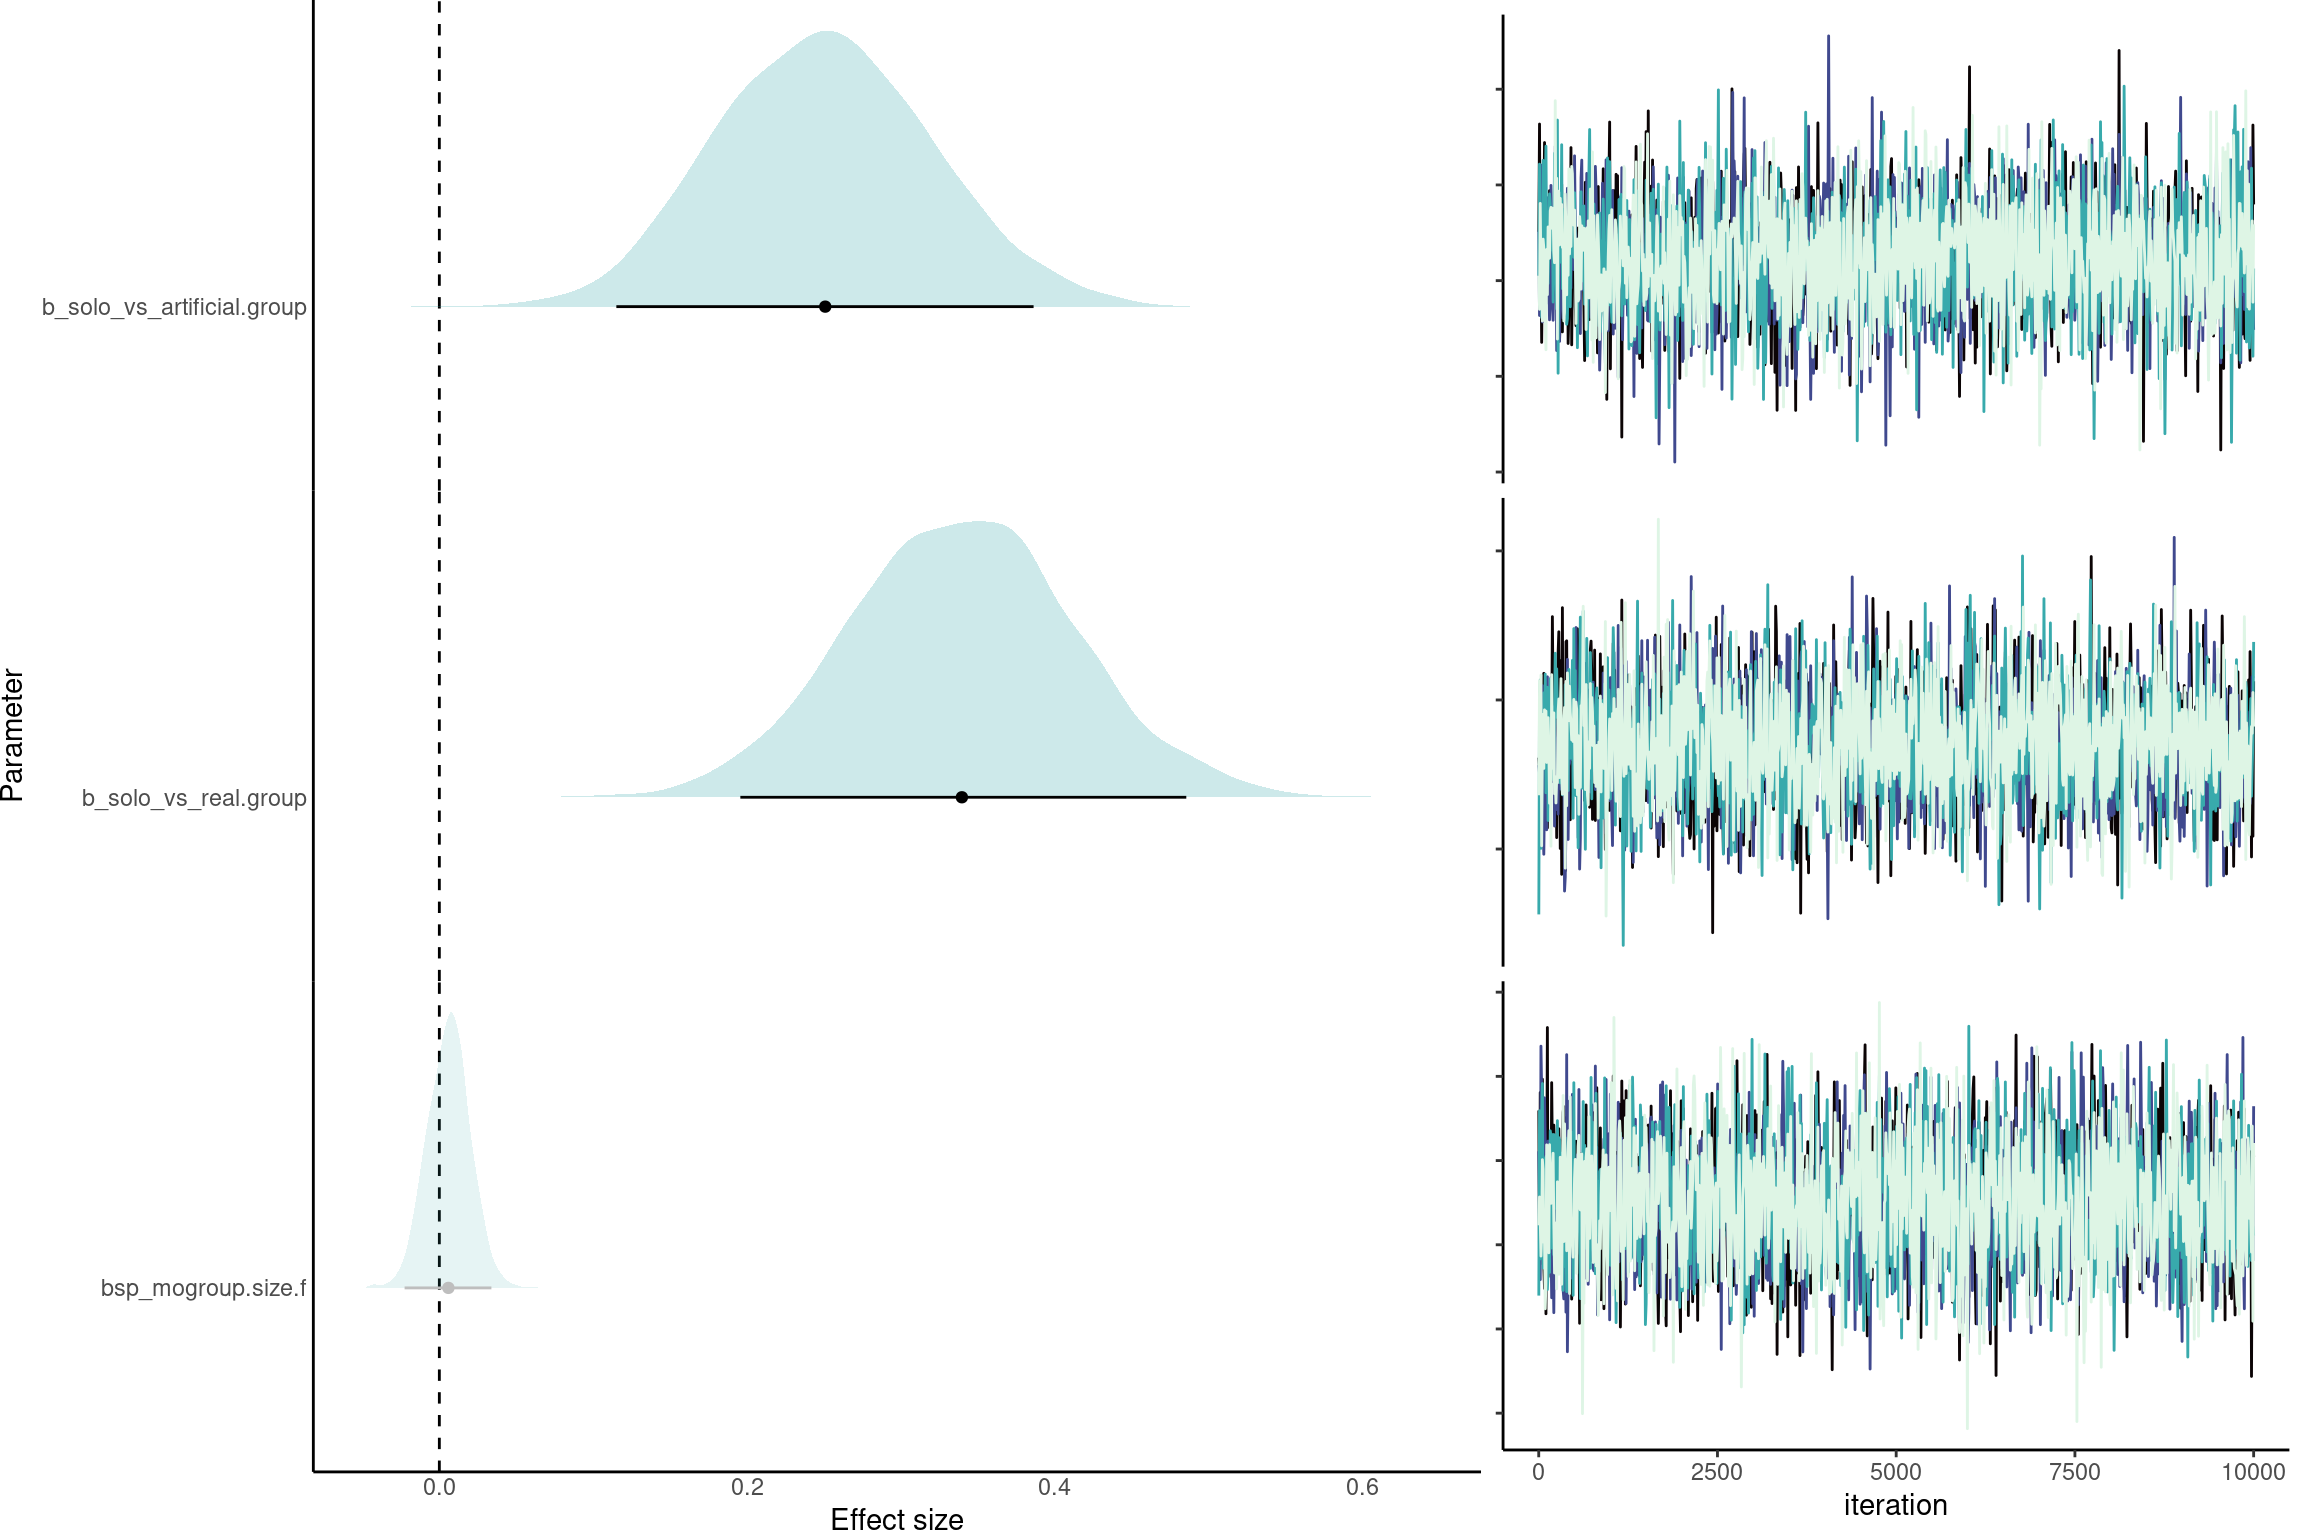 Parameter
b_solo_vs_artificial.group
b_solo_vs_real.group
bsp_mogroup.size.f
0.0 0.2 0.4 0.6
Effect size
0 2500 5000 7500 10000
iteration